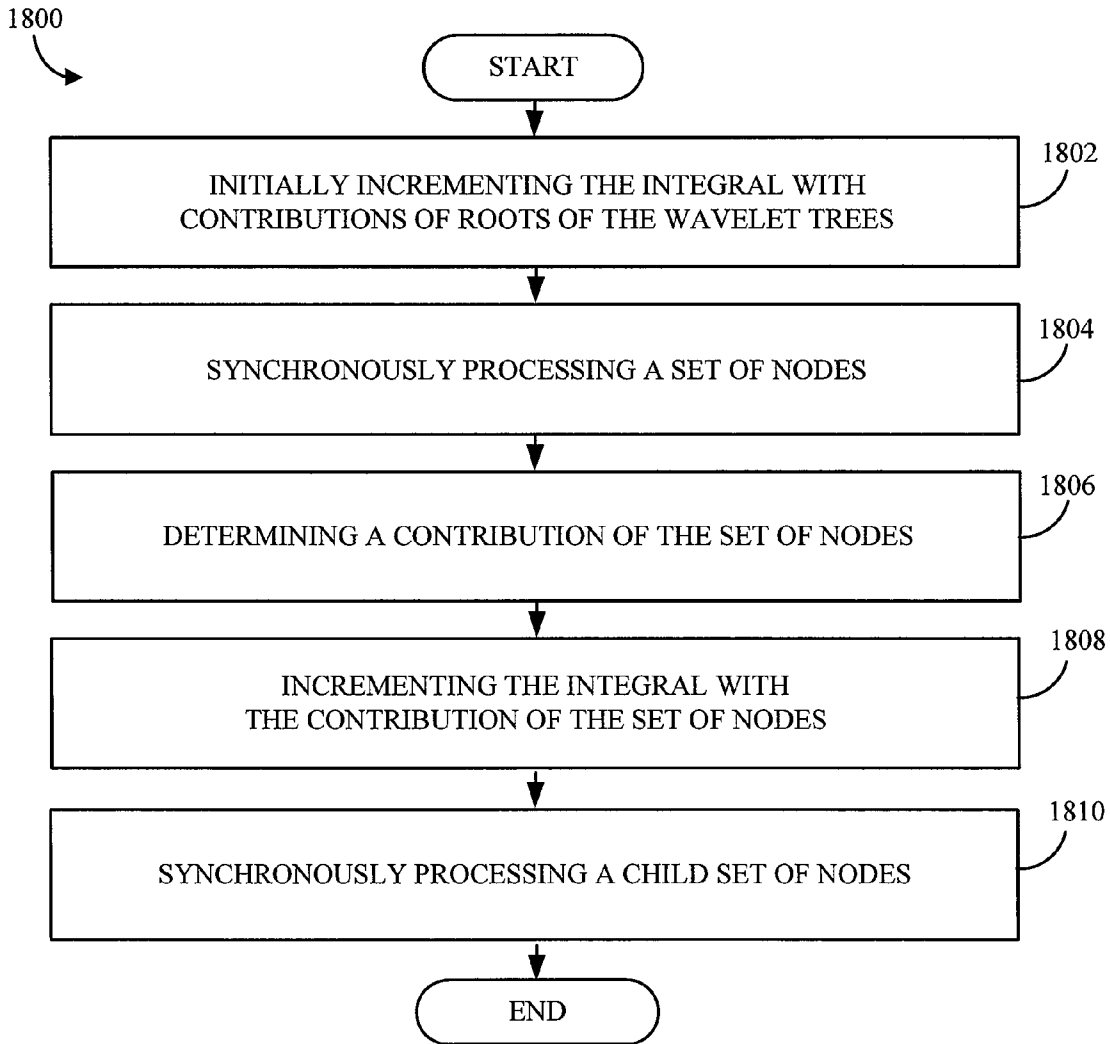 1800
START
1802
INITIALLY INCREMENTING THE INTEGRAL WITH
CONTRIBUTIONS OF ROOTS OF THE WAVELET TREES
1804
SYNCHRONOUSLY PROCESSING A SET OF NODES
1806
DETERMINING A CONTRIBUTION OF THE SET OF NODES
1808
INCREMENTING THE INTEGRAL WITH
THE CONTRIBUTION OF THE SET OF NODES
1810
SYNCHRONOUSLY PROCESSING A CHILD SET OF NODES
END